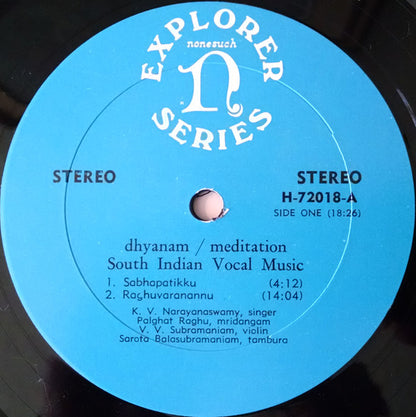 EXPLORER
nonesuch
n
SERIES
STEREO
STEREO
H-72018-A
SIDE ONE (18:26)
dhyanam / meditation
South Indian Vocal Music
1. Sabhapatikku (4:12)
2. Raghuvaranannu (14:04)
K. V. Narayanaswamy, singer
Palghat Raghu, mridangam
V. V. Subramaniam, violin
Sarota Balasubramaniam, tambura